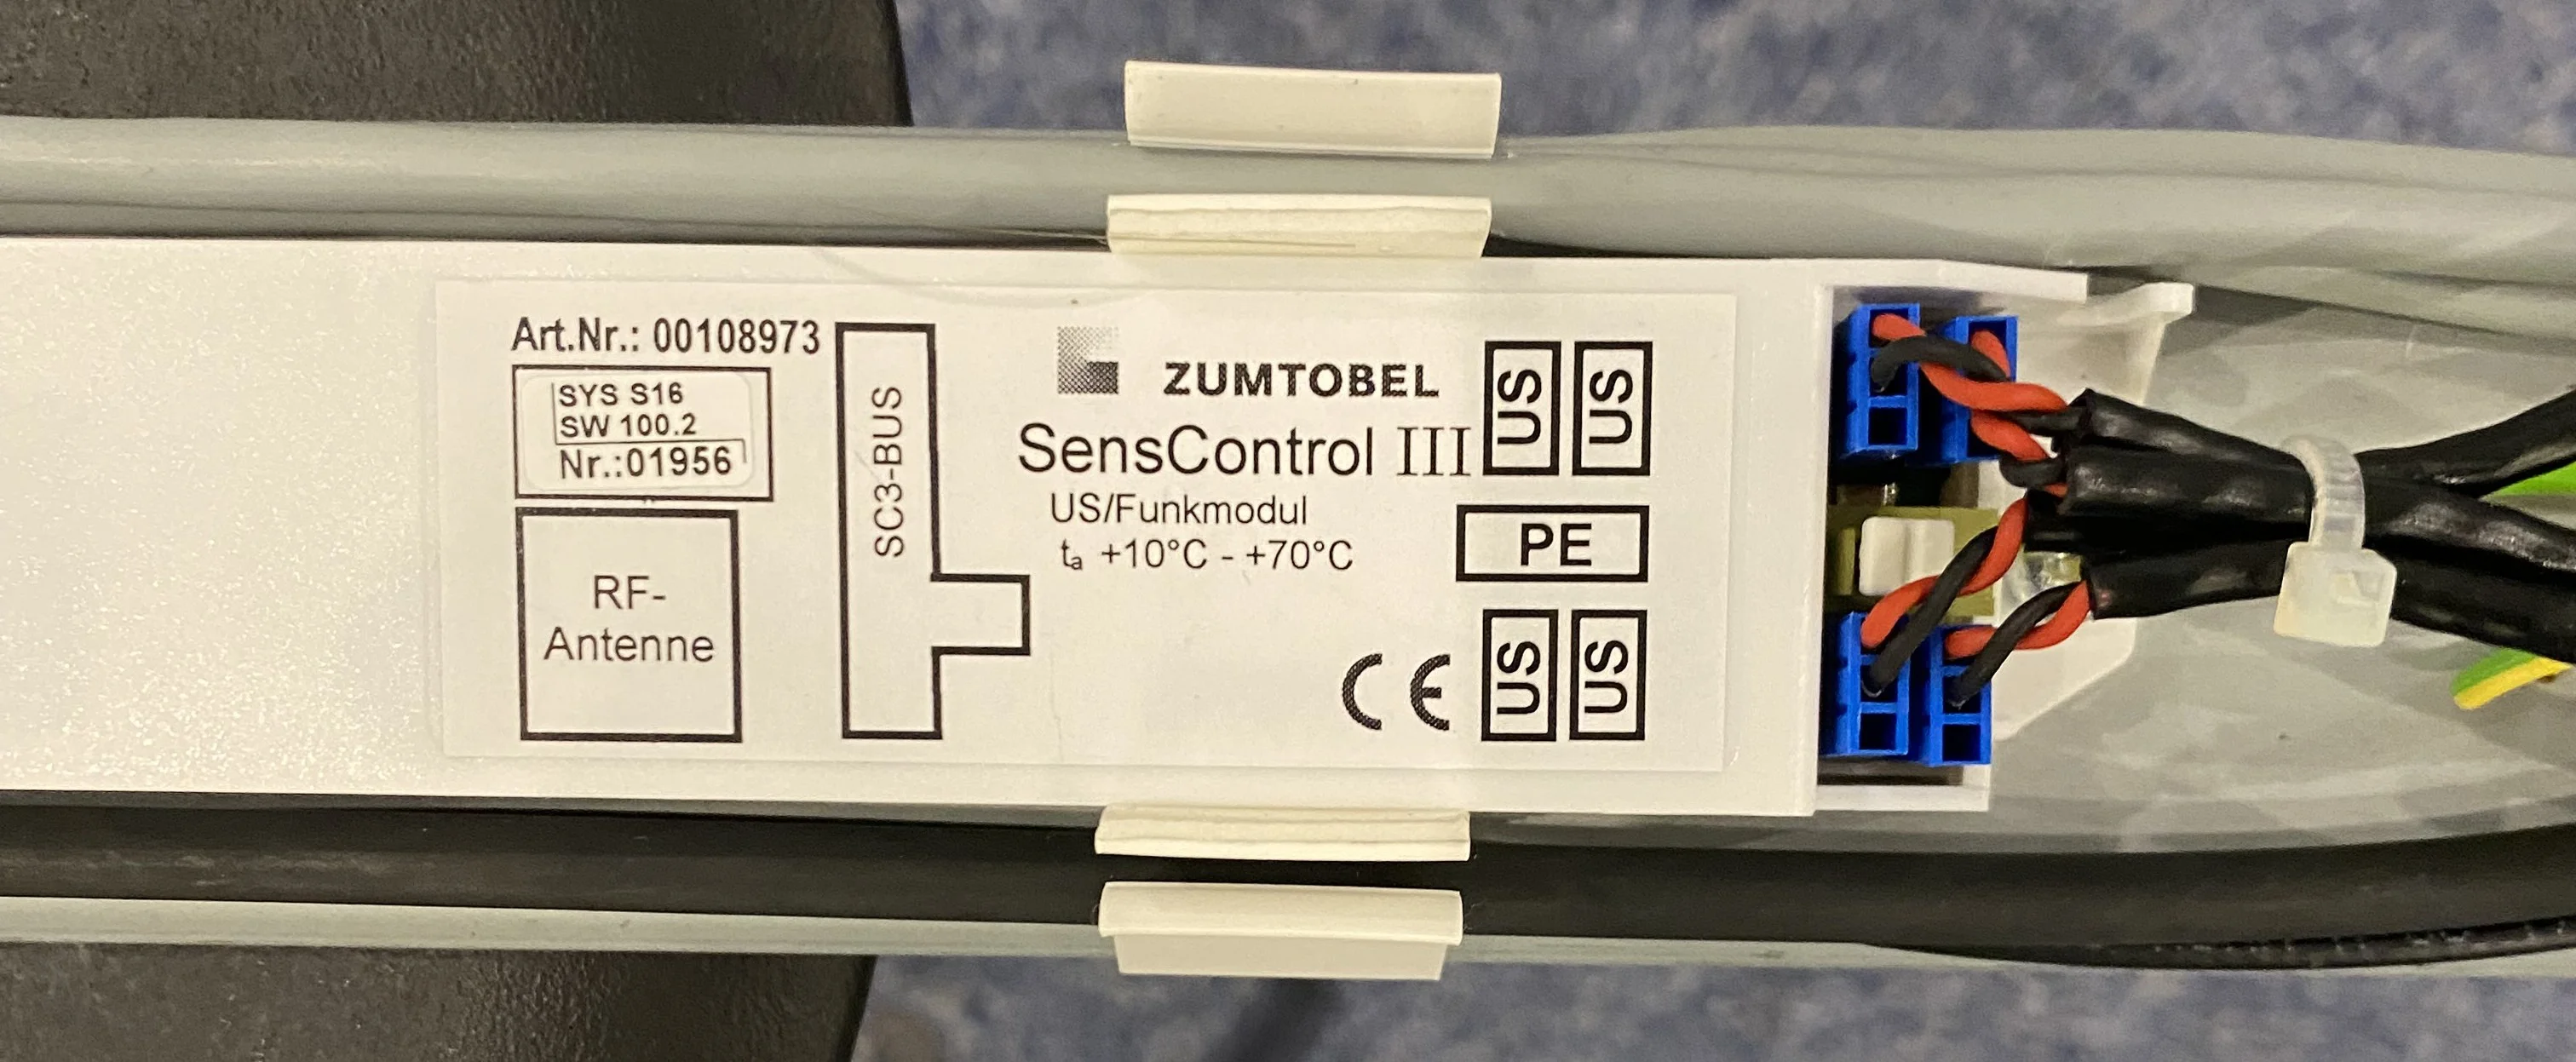 Art.Nr.: 00108973
SYS S16
SW 100.2
Nr.:01956
RF-
Antenne
SC3-BUS
ZUMTOBEL
SensControl III
US/Funkmodul
ta +10°C - +70°C
CE
US
US
PE
US
US